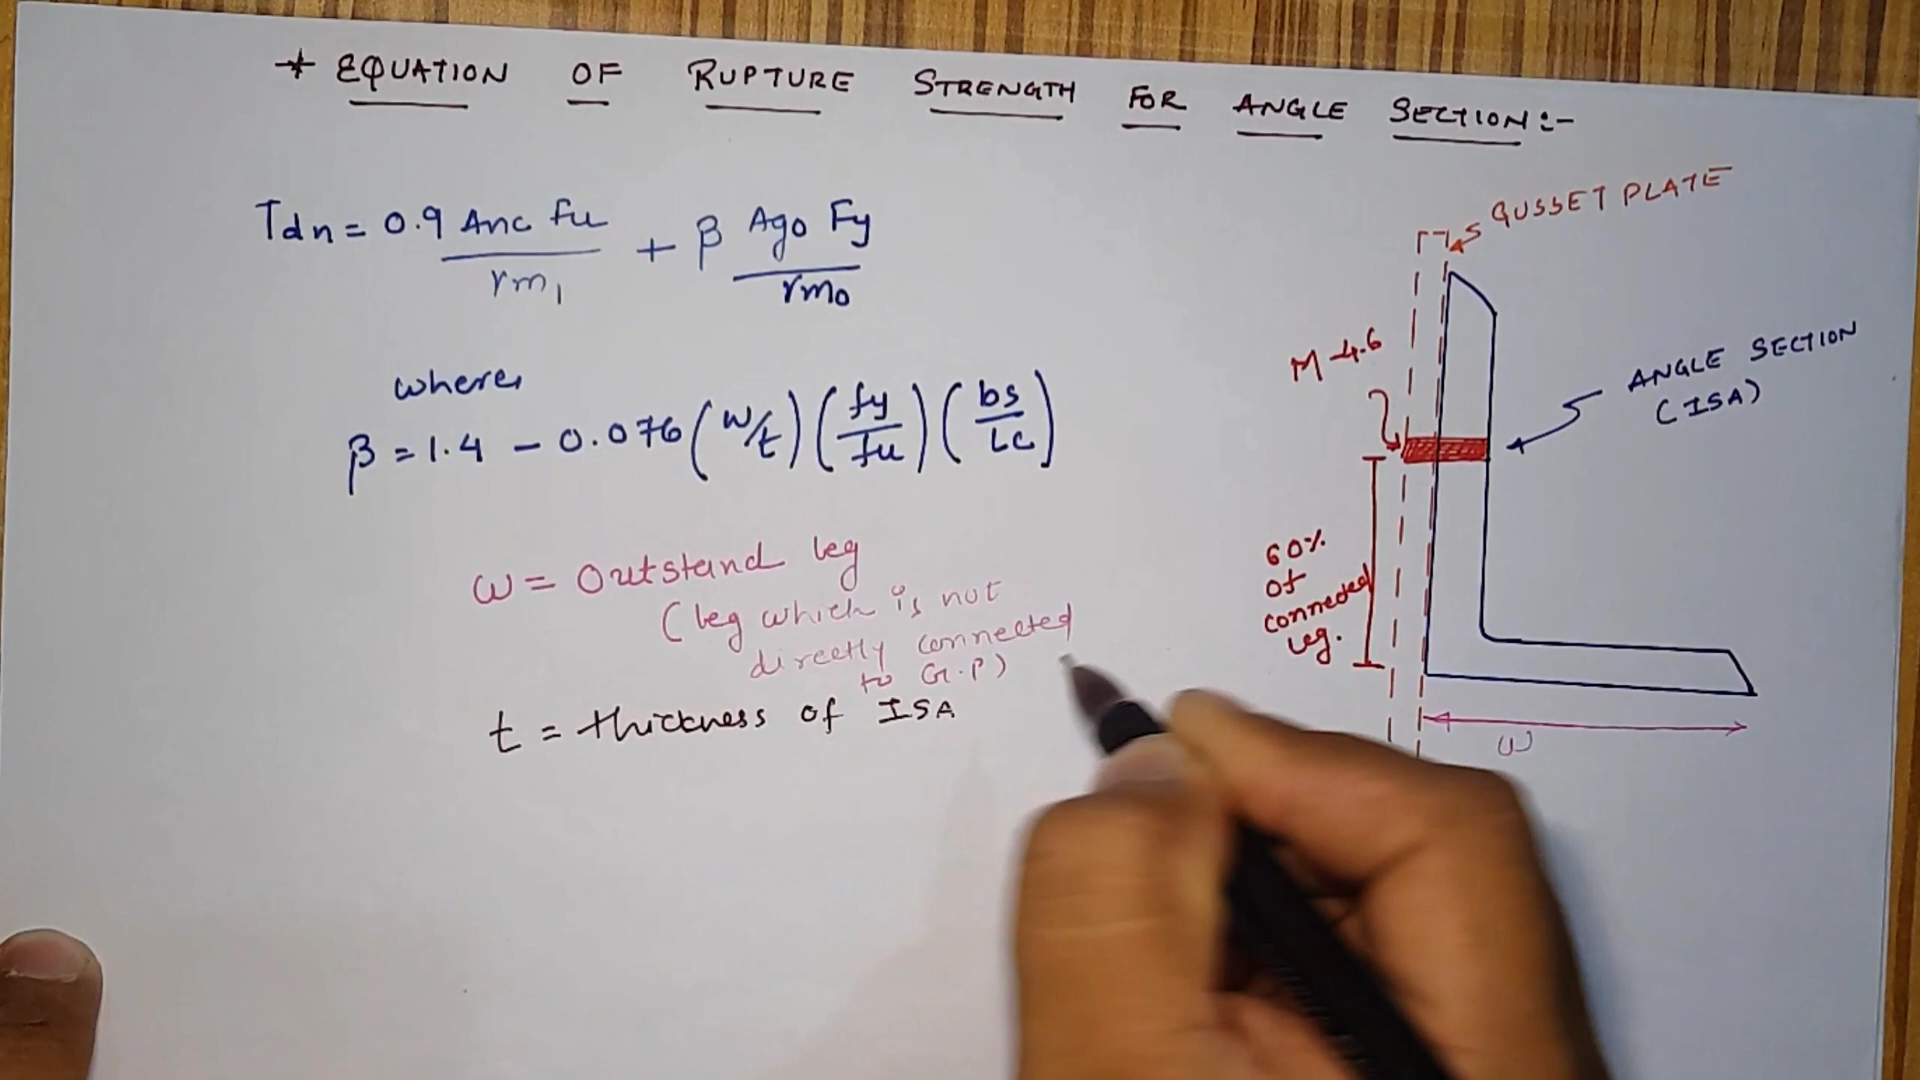 * EQUATION OF RUPTURE STRENGTH FOR ANGLE SECTION:-
Tdn = 0.9 Anc fu / rm1 + β Ago Fy / rm0
where,
β = 1.4 - 0.076 (w/t) (fy/fu) (bs/Lc)
w = Outstand leg
(leg which is not
directly connected
to G.P)
t = thickness of ISA
GUSSET PLATE
M-4.6
ANGLE SECTION
(ISA)
60%
of
connected
leg.
w